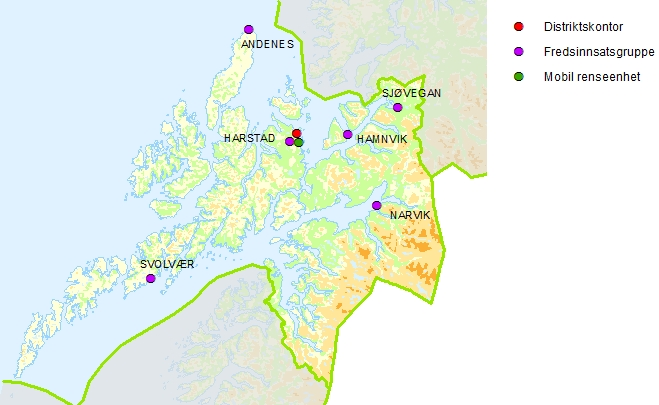 Distriktskontor
Fredsinnsatsgruppe
Mobil renseenhet
ANDENES
SJØVEGAN
HARSTAD
HAMNVIK
NARVIK
SVOLVÆR